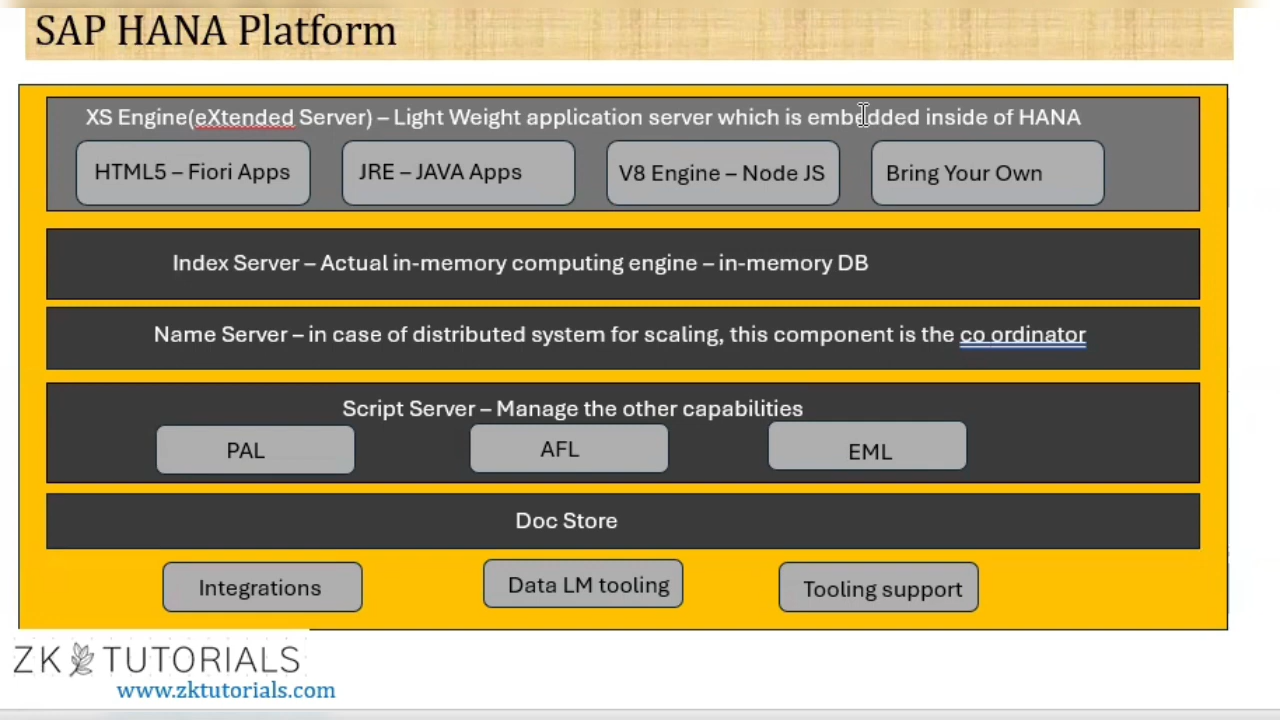 SAP HANA Platform
XS Engine(eXtended Server) – Light Weight application server which is embedded inside of HANA
HTML5 – Fiori Apps
JRE – JAVA Apps
V8 Engine – Node JS
Bring Your Own
Index Server – Actual in-memory computing engine – in-memory DB
Name Server – in case of distributed system for scaling, this component is the co ordinator
Script Server – Manage the other capabilities
PAL
AFL
EML
Doc Store
Integrations
Data LM tooling
Tooling support
ZK TUTORIALS
www.zktutorials.com